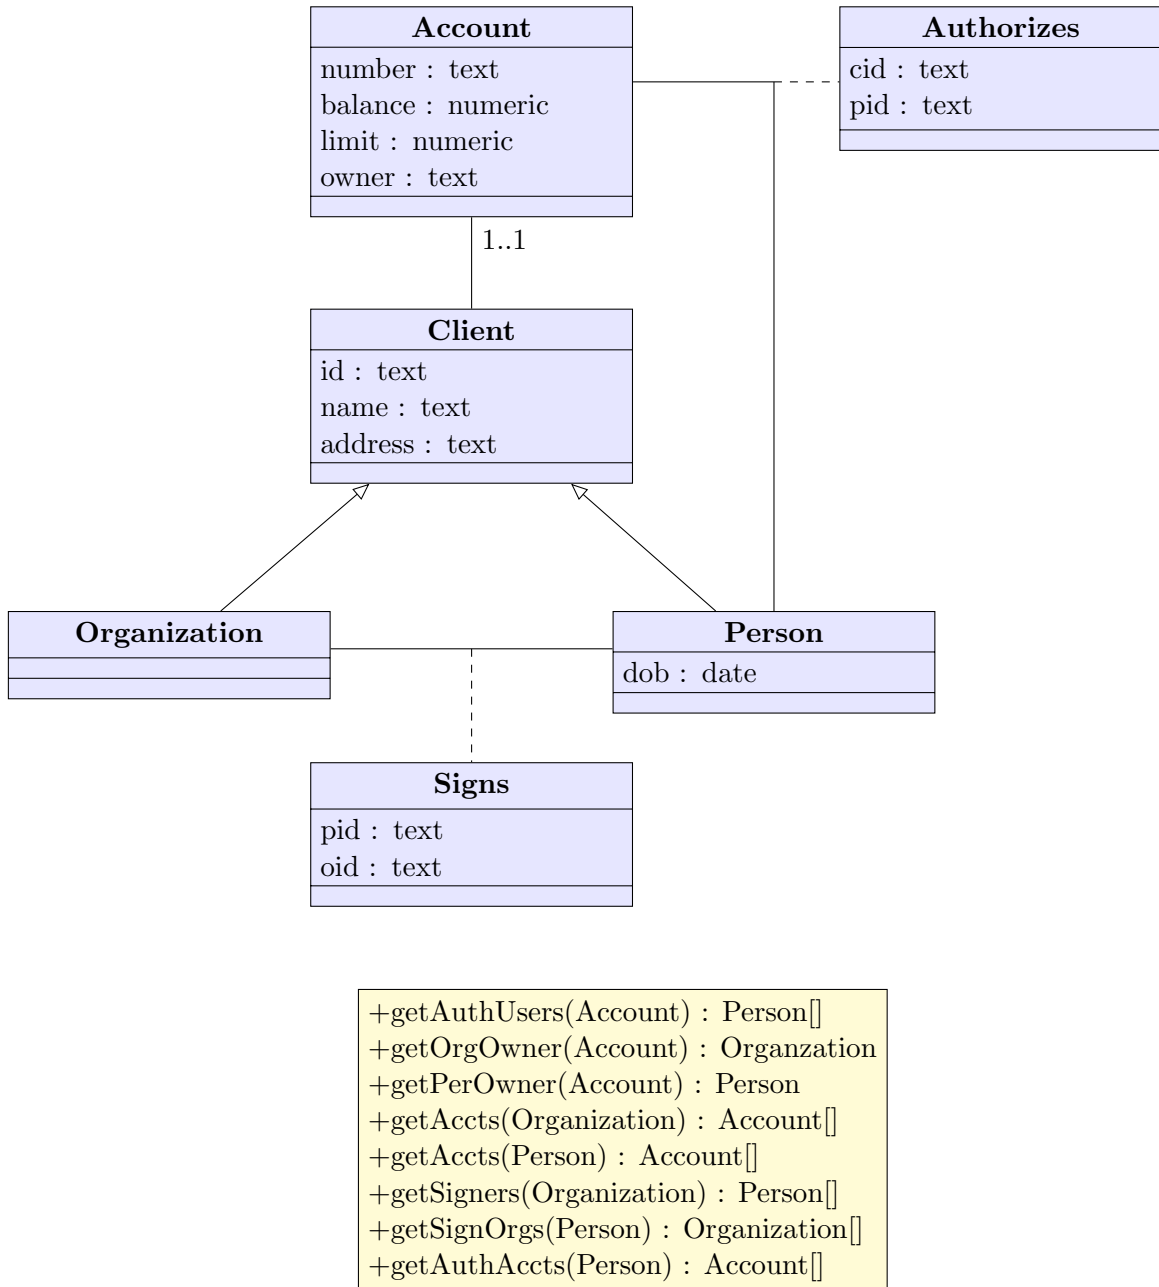 Account
number : text
balance : numeric
limit : numeric
owner : text
Authorizes
cid : text
pid : text
1..1
Client
id : text
name : text
address : text
Organization
Person
dob : date
Signs
pid : text
oid : text
+getAuthUsers(Account) : Person[]
+getOrgOwner(Account) : Organzation
+getPerOwner(Account) : Person
+getAccts(Organization) : Account[]
+getAccts(Person) : Account[]
+getSigners(Organization) : Person[]
+getSignOrgs(Person) : Organization[]
+getAuthAccts(Person) : Account[]